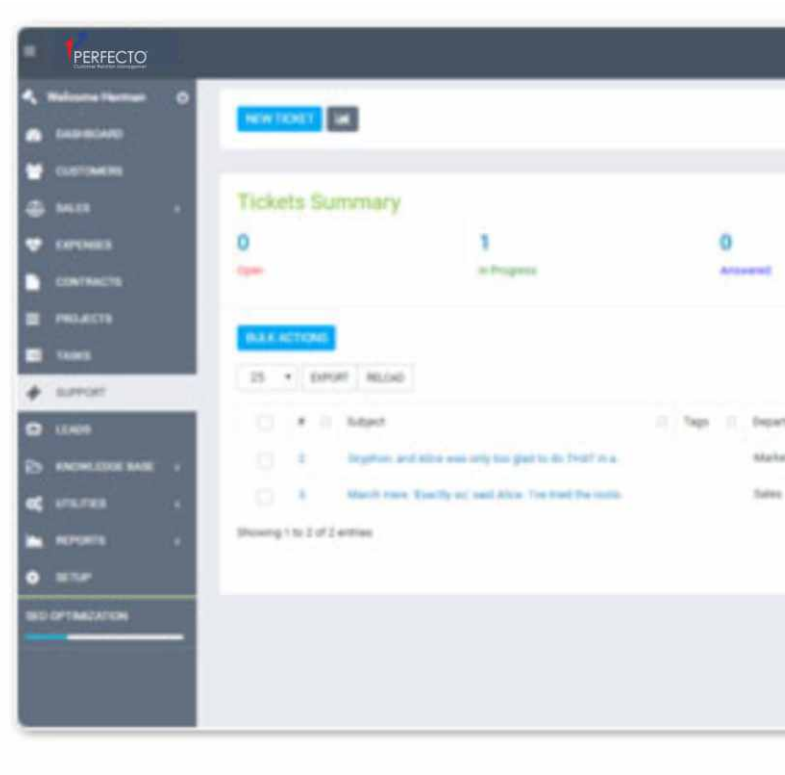 PERFECTO
Welcome Herman
NEW TICKET
DASHBOARD
CUSTOMERS
SALES
EXPENSES
CONTRACTS
PROJECTS
TASKS
SUPPORT
LEADS
KNOWLEDGE BASE
UTILITIES
REPORTS
SETUP
SEO OPTIMIZATION
Tickets Summary
0 1 0
Open In Progress Answered
BULK ACTIONS
25 EXPORT RELOAD
# Subject Tags Depart
2 Gryphon, and Alice was only too glad to do THAT in a Marke
3 March Hare. 'Exactly so,' said Alice. 'I've tried the roots Sales
Showing 1 to 2 of 2 entries